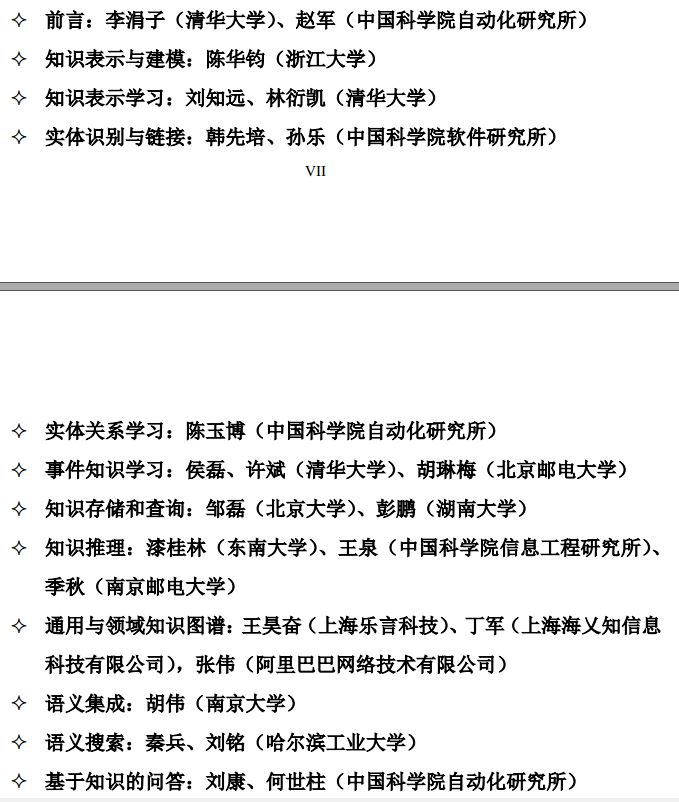 ✧ 前言：李涓子（清华大学）、赵军（中国科学院自动化研究所）
✧ 知识表示与建模：陈华钧（浙江大学）
✧ 知识表示学习：刘知远、林衍凯（清华大学）
✧ 实体识别与链接：韩先培、孙乐（中国科学院软件研究所）
VII
✧ 实体关系学习：陈玉博（中国科学院自动化研究所）
✧ 事件知识学习：侯磊、许斌（清华大学）、胡琳梅（北京邮电大学）
✧ 知识存储和查询：邹磊（北京大学）、彭鹏（湖南大学）
✧ 知识推理：漆桂林（东南大学）、王泉（中国科学院信息工程研究所）、
季秋（南京邮电大学）
✧ 通用与领域知识图谱：王昊奋（上海乐言科技）、丁军（上海海乂知信息
科技有限公司），张伟（阿里巴巴网络技术有限公司）
✧ 语义集成：胡伟（南京大学）
✧ 语义搜索：秦兵、刘铭（哈尔滨工业大学）
✧ 基于知识的问答：刘康、何世柱（中国科学院自动化研究所）